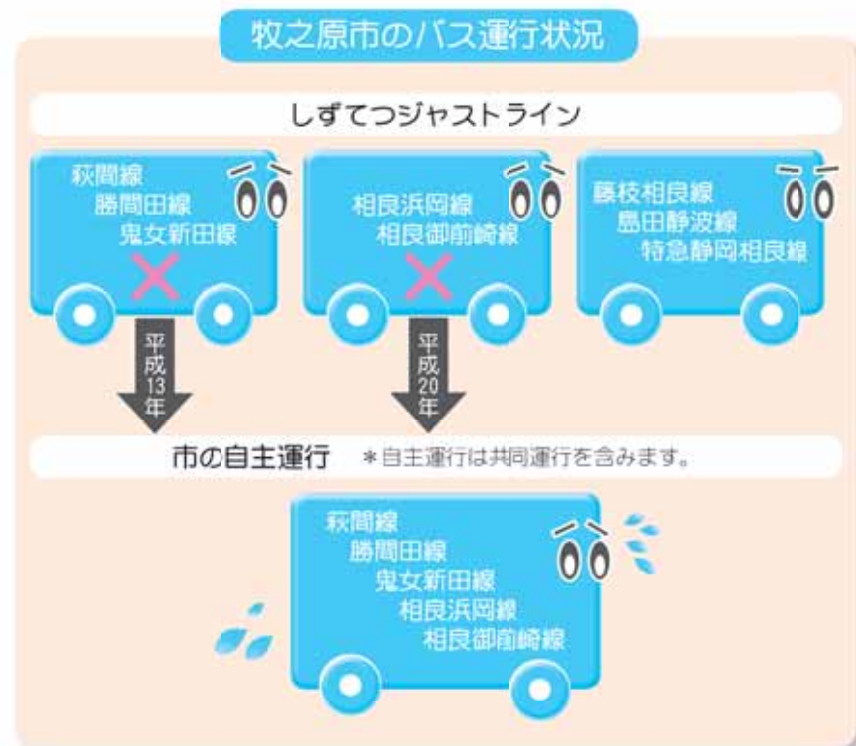 牧之原市のバス運行状況
しずてつジャストライン
萩間線
勝間田線
鬼女新田線
相良浜岡線
相良御前崎線
藤枝相良線
島田静波線
特急静岡相良線
平成13年
平成20年
市の自主運行 *自主運行は共同運行を含みます。
萩間線
勝間田線
鬼女新田線
相良浜岡線
相良御前崎線